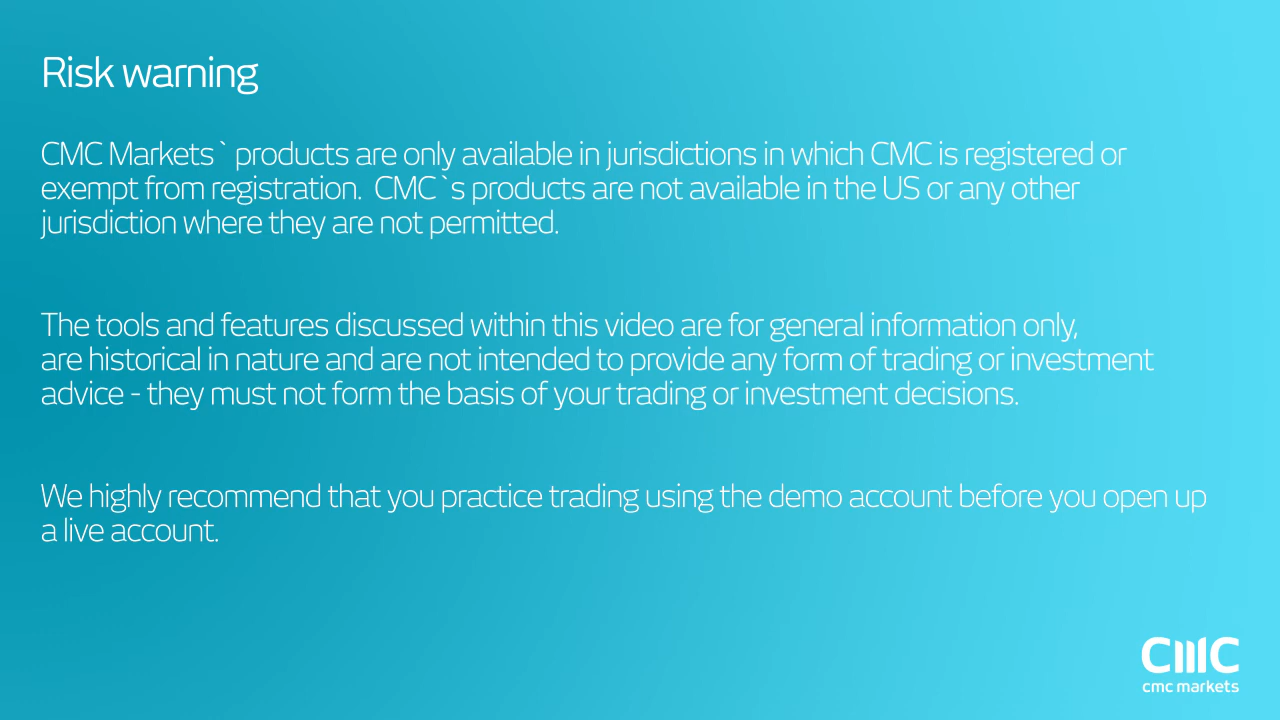 Risk warning
CMC Markets` products are only available in jurisdictions in which CMC is registered or
exempt from registration.  CMC`s products are not available in the US or any other
jurisdiction where they are not permitted.
The tools and features discussed within this video are for general information only,
are historical in nature and are not intended to provide any form of trading or investment
advice - they must not form the basis of your trading or investment decisions.
We highly recommend that you practice trading using the demo account before you open up
a live account.
CMC
cmc markets